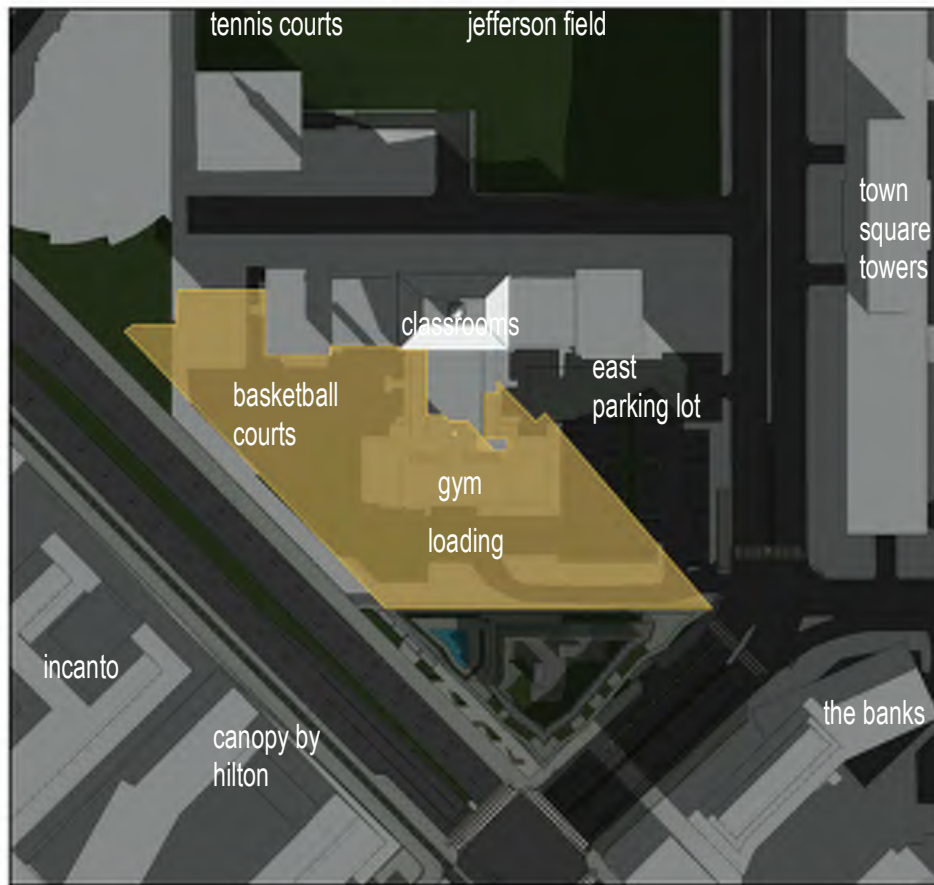 tennis courts
jefferson field
town
square
towers
classrooms
east
parking lot
basketball
courts
gym
loading
incanto
the banks
canopy by
hilton